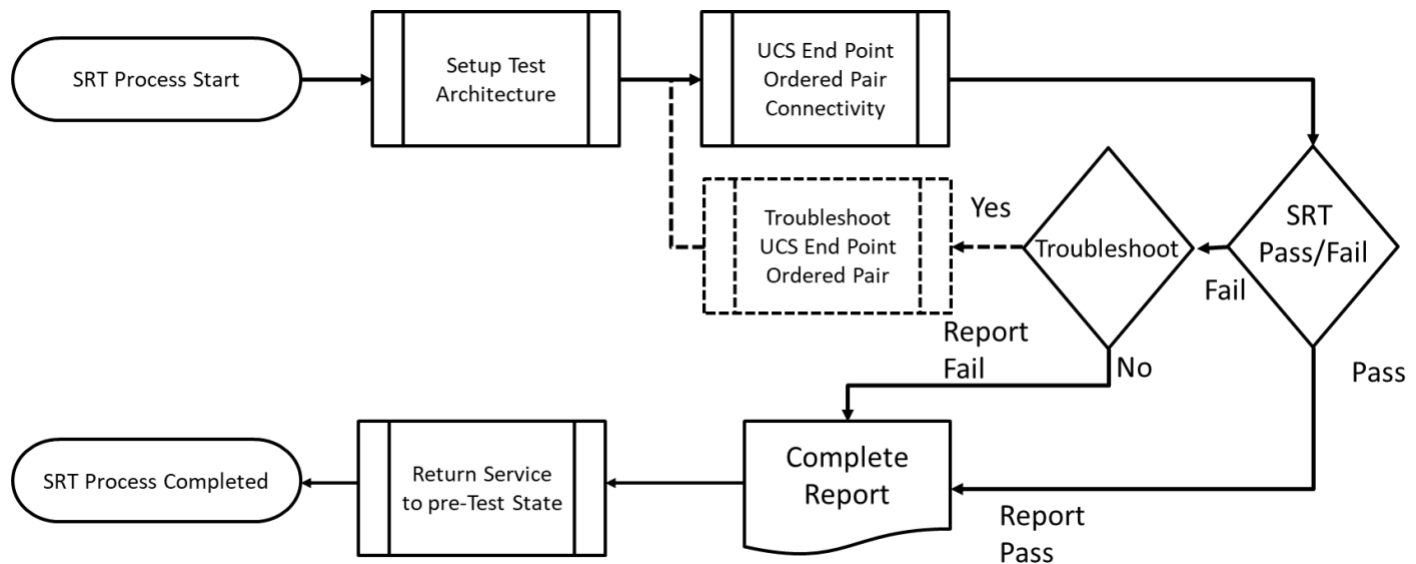 SRT Process Start
Setup Test
Architecture
UCS End Point
Ordered Pair
Connectivity
SRT
Pass/Fail
Fail
Troubleshoot
Yes
Troubleshoot
UCS End Point
Ordered Pair
No
Report
Fail
Pass
Report
Pass
Complete
Report
Return Service
to pre-Test State
SRT Process Completed